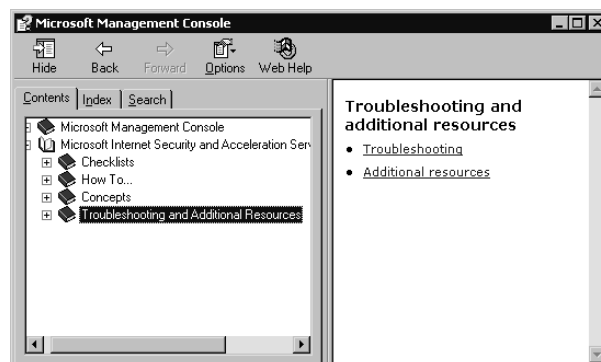 Microsoft Management Console
Hide Back Forward Options Web Help
Contents Index Search
Microsoft Management Console
Microsoft Internet Security and Acceleration Serv
Checklists
How To...
Concepts
Troubleshooting and Additional Resources
Troubleshooting and
additional resources
• Troubleshooting
• Additional resources